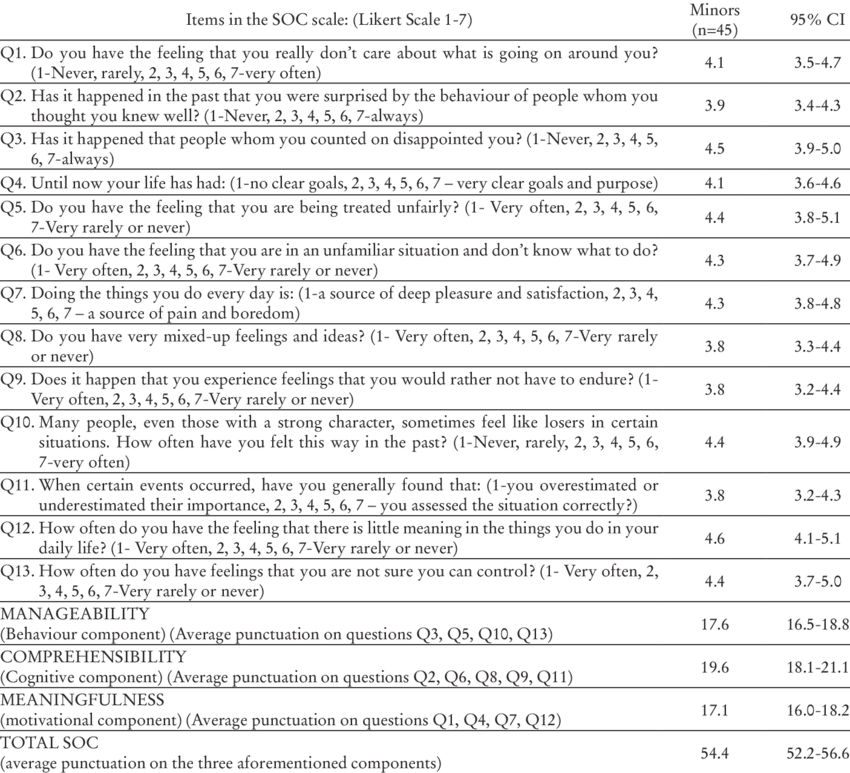 Items in the SOC scale: (Likert Scale 1-7) Minors (n=45) 95% CI
Q1. Do you have the feeling that you really don’t care about what is going on around you?
(1-Never, rarely, 2, 3, 4, 5, 6, 7-very often) 4.1 3.5-4.7
Q2. Has it happened in the past that you were surprised by the behaviour of people whom you
thought you knew well? (1-Never, 2, 3, 4, 5, 6, 7-always) 3.9 3.4-4.3
Q3. Has it happened that people whom you counted on disappointed you? (1-Never, 2, 3, 4, 5,
6, 7-always) 4.5 3.9-5.0
Q4. Until now your life has had: (1-no clear goals, 2, 3, 4, 5, 6, 7 – very clear goals and purpose) 4.1 3.6-4.6
Q5. Do you have the feeling that you are being treated unfairly? (1- Very often, 2, 3, 4, 5, 6,
7-Very rarely or never) 4.4 3.8-5.1
Q6. Do you have the feeling that you are in an unfamiliar situation and don’t know what to do?
(1- Very often, 2, 3, 4, 5, 6, 7-Very rarely or never) 4.3 3.7-4.9
Q7. Doing the things you do every day is: (1-a source of deep pleasure and satisfaction, 2, 3, 4,
5, 6, 7 – a source of pain and boredom) 4.3 3.8-4.8
Q8. Do you have very mixed-up feelings and ideas? (1- Very often, 2, 3, 4, 5, 6, 7-Very rarely
or never) 3.8 3.3-4.4
Q9. Does it happen that you experience feelings that you would rather not have to endure? (1-
Very often, 2, 3, 4, 5, 6, 7-Very rarely or never) 3.8 3.2-4.4
Q10. Many people, even those with a strong character, sometimes feel like losers in certain
situations. How often have you felt this way in the past? (1-Never, rarely, 2, 3, 4, 5, 6,
7-very often) 4.4 3.9-4.9
Q11. When certain events occurred, have you generally found that: (1-you overestimated or
underestimated their importance, 2, 3, 4, 5, 6, 7 – you assessed the situation correctly?) 3.8 3.2-4.3
Q12. How often do you have the feeling that there is little meaning in the things you do in your
daily life? (1- Very often, 2, 3, 4, 5, 6, 7-Very rarely or never) 4.6 4.1-5.1
Q13. How often do you have feelings that you are not sure you can control? (1- Very often, 2,
3, 4, 5, 6, 7-Very rarely or never) 4.4 3.7-5.0
MANAGEABILITY
(Behaviour component) (Average punctuation on questions Q3, Q5, Q10, Q13) 17.6 16.5-18.8
COMPREHENSIBILITY
(Cognitive component) (Average punctuation on questions Q2, Q6, Q8, Q9, Q11) 19.6 18.1-21.1
MEANINGFULNESS
(motivational component) (Average punctuation on questions Q1, Q4, Q7, Q12) 17.1 16.0-18.2
TOTAL SOC
(average punctuation on the three aforementioned components) 54.4 52.2-56.6